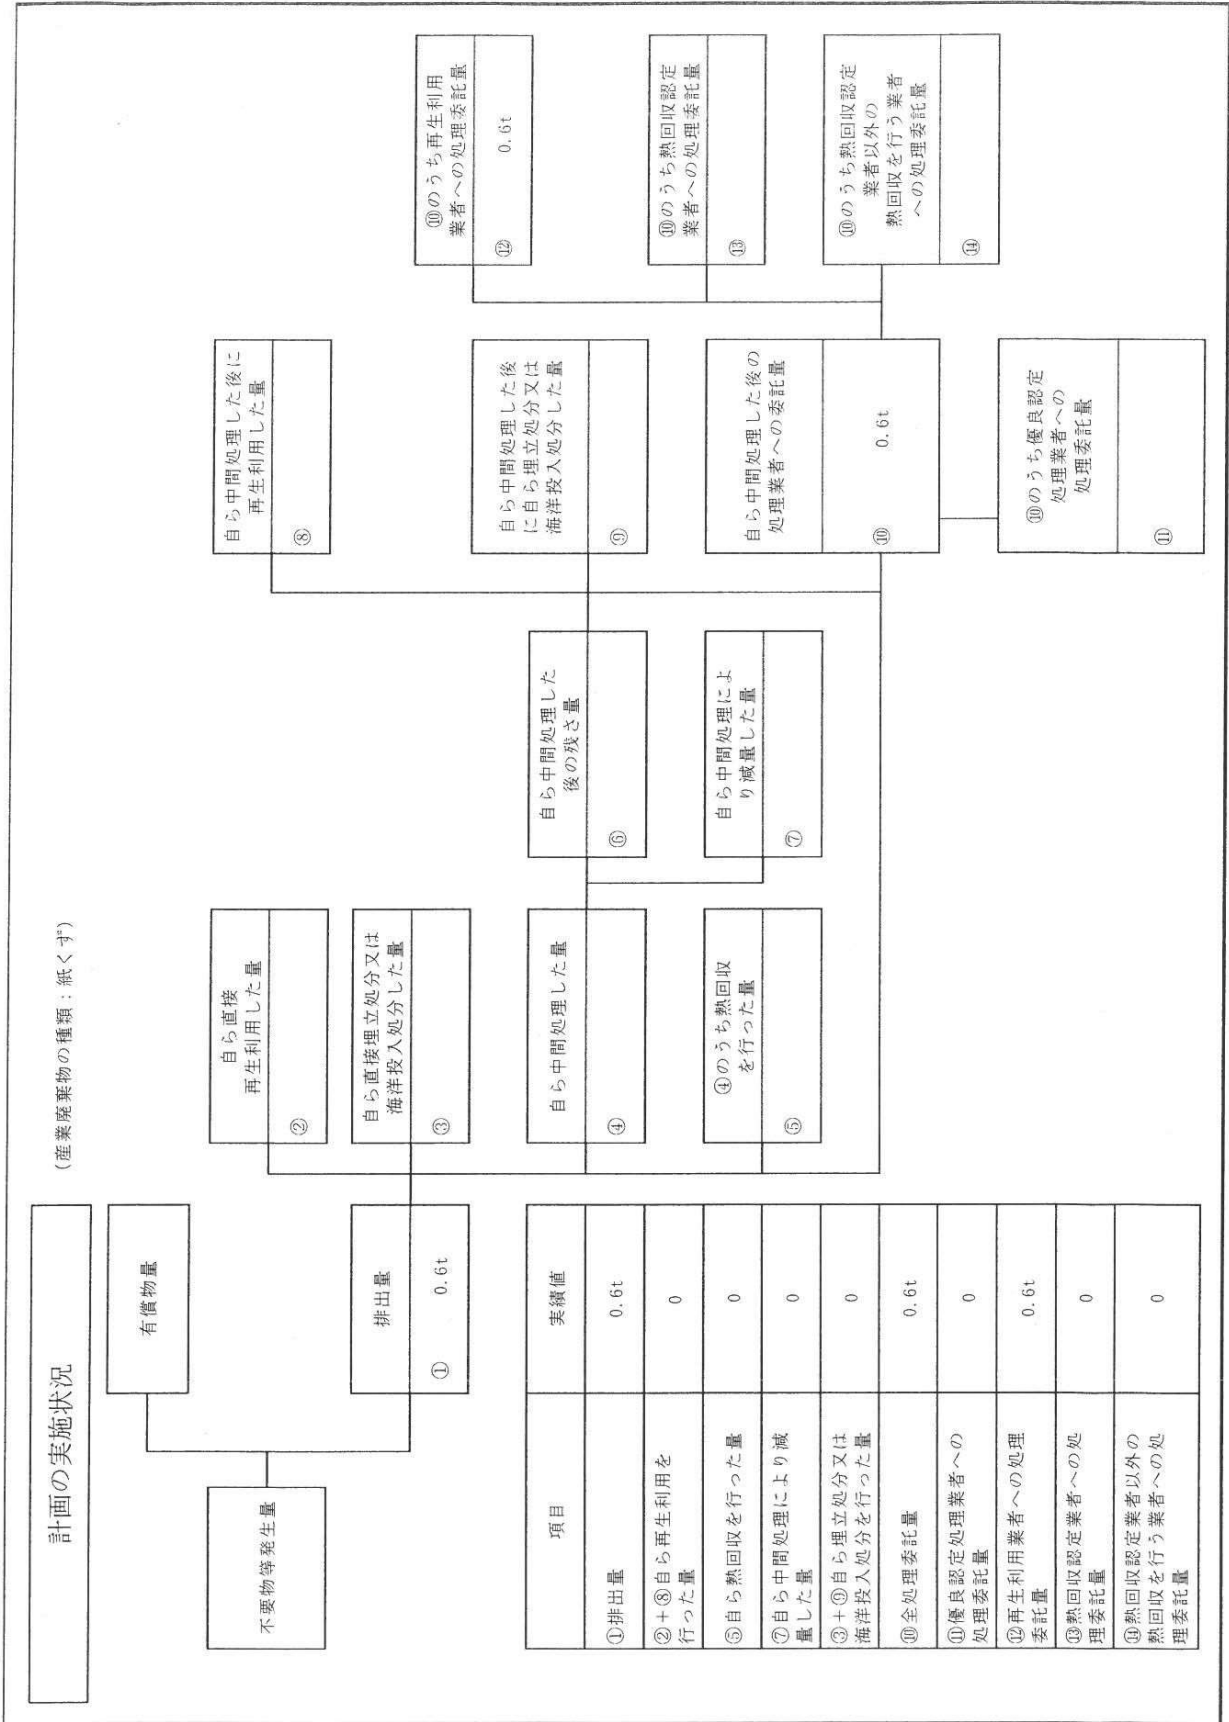 計画の実施状況
(産業廃棄物の種類：紙くず)
不要物等発生量
有償物量
排出量
① 0.6t
自ら直接
再生利用した量
②
自ら直接埋立処分又は
海洋投入処分した量
③
自ら中間処理した量
④
④のうち熱回収
を行った量
⑤
自ら中間処理した
後の残さ量
⑥
自ら中間処理によ
り減量した量
⑦
自ら中間処理した後に
再生利用した量
⑧
自ら中間処理した後
に自ら埋立処分又は
海洋投入処分した量
⑨
自ら中間処理した後の
処理業者への委託量
⑩ 0.6t
⑩のうち優良認定
処理業者への
処理委託量
⑪
⑩のうち再生利用
業者への処理委託量
⑫ 0.6t
⑩のうち熱回収認定
業者への処理委託量
⑬
⑩のうち熱回収認定
業者以外の
熱回収を行う業者
への処理委託量
⑭
項目 実績値
①排出量 0.6t
②＋⑧自ら再生利用を
行った量 0
⑤自ら熱回収を行った量 0
⑦自ら中間処理により減
量した量 0
③＋⑨自ら埋立処分又は
海洋投入処分を行った量 0
⑩全処理委託量 0.6t
⑪優良認定処理業者への
処理委託量 0
⑫再生利用業者への処理
委託量 0.6t
⑬熱回収認定業者への処
理委託量 0
⑭熱回収認定業者以外の
熱回収を行う業者への処
理委託量 0